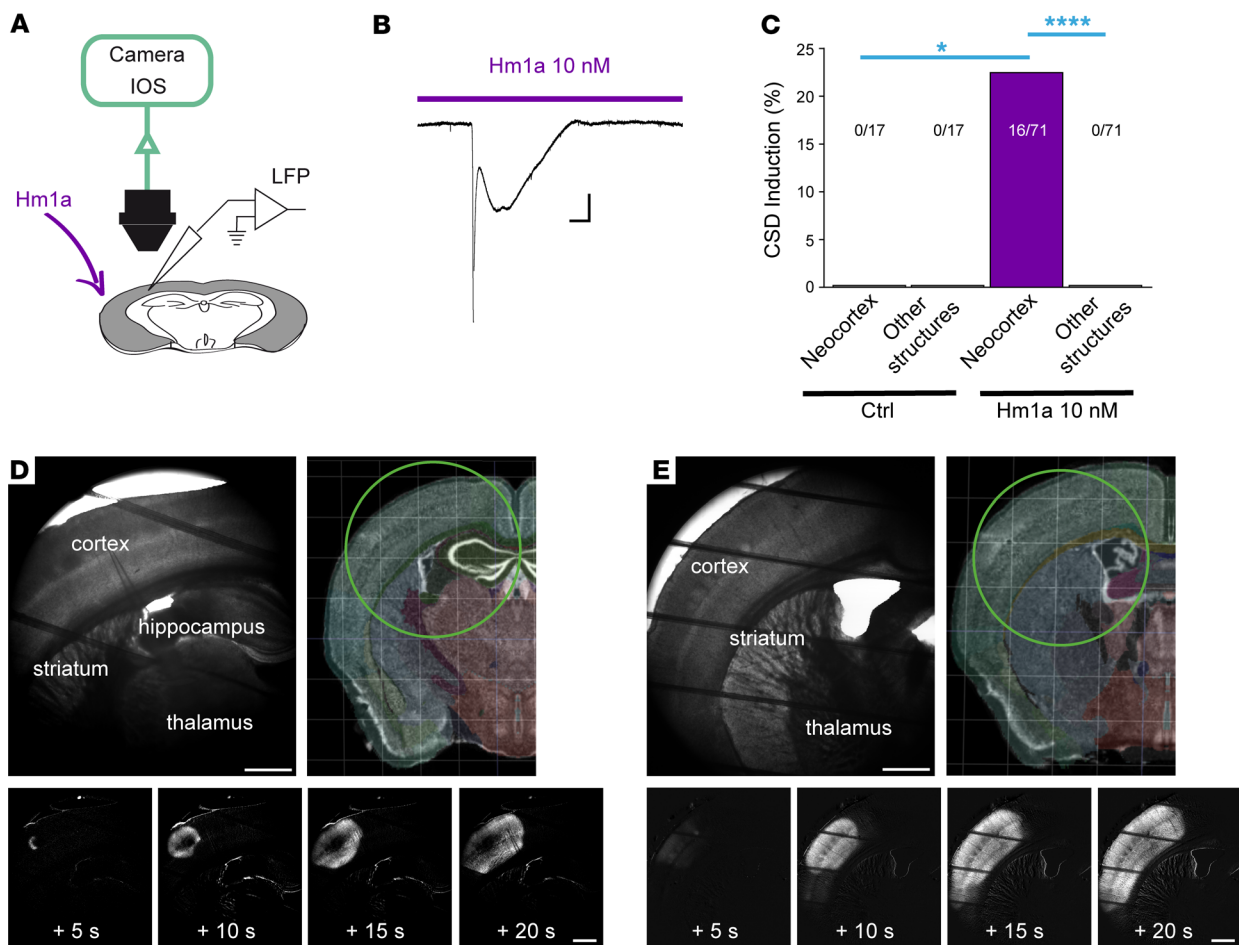 A
Camera
IOS
Hm1a
LFP
B
Hm1a 10 nM
C
*
****
CSD Induction (%)
25
20
15
10
5
0
0/17
0/17
16/71
0/71
Neocortex
Other
structures
Neocortex
Other
structures
Ctrl
Hm1a 10 nM
D
cortex
hippocampus
striatum
thalamus
+ 5 s
+ 10 s
+ 15 s
+ 20 s
E
cortex
striatum
thalamus
+ 5 s
+ 10 s
+ 15 s
+ 20 s